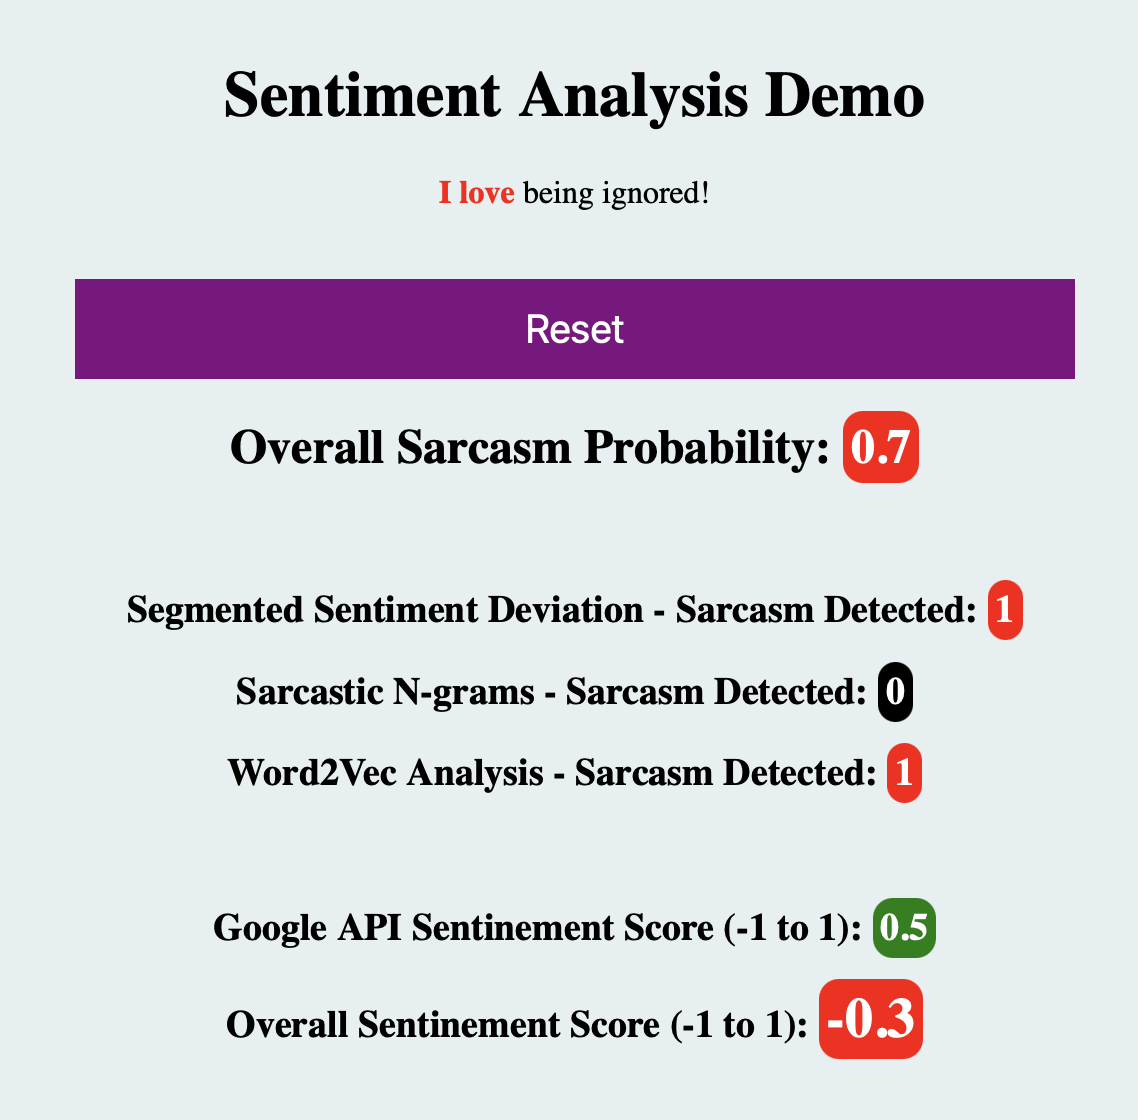 Sentiment Analysis Demo
I love being ignored!
Reset
Overall Sarcasm Probability: 0.7
Segmented Sentiment Deviation - Sarcasm Detected: 1
Sarcastic N-grams - Sarcasm Detected: 0
Word2Vec Analysis - Sarcasm Detected: 1
Google API Sentinement Score (-1 to 1): 0.5
Overall Sentinement Score (-1 to 1): -0.3